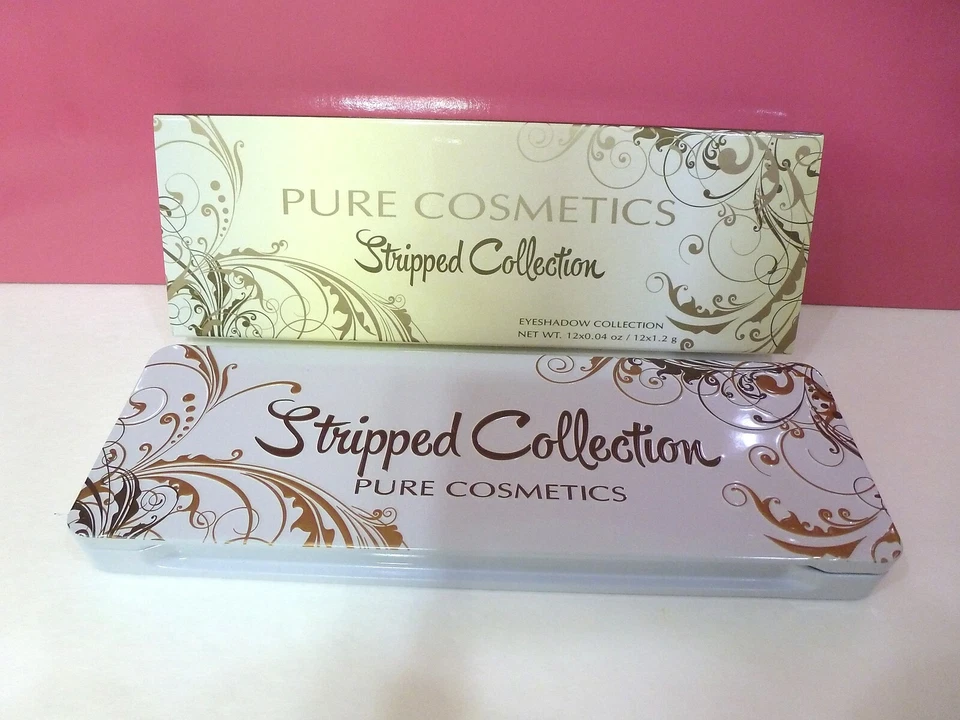 PURE COSMETICS
Stripped Collection
EYESHADOW COLLECTION
NET WT. 12x0.04 oz / 12x1.2 g
Stripped Collection
PURE COSMETICS